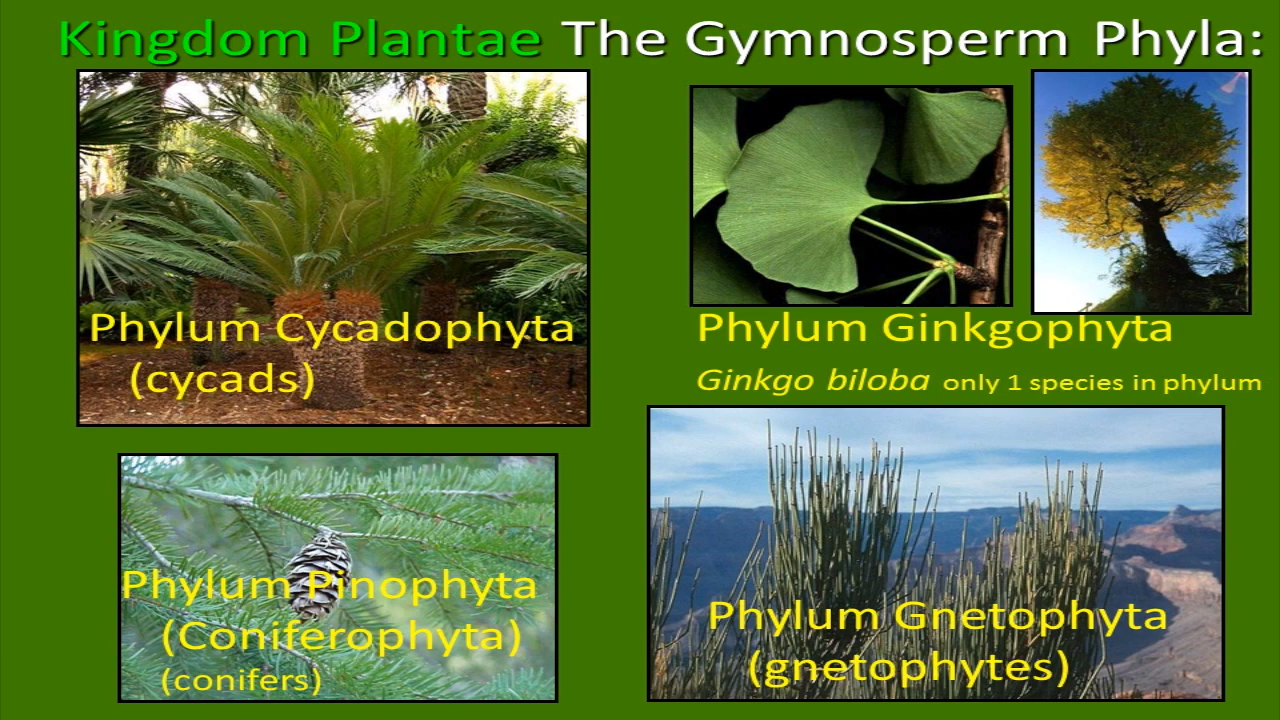 Kingdom Plantae The Gymnosperm Phyla:
Phylum Cycadophyta
(cycads)
Phylum Ginkgophyta
Ginkgo biloba only 1 species in phylum
Phylum Pinophyta
(Coniferophyta)
(conifers)
Phylum Gnetophyta
(gnetophytes)